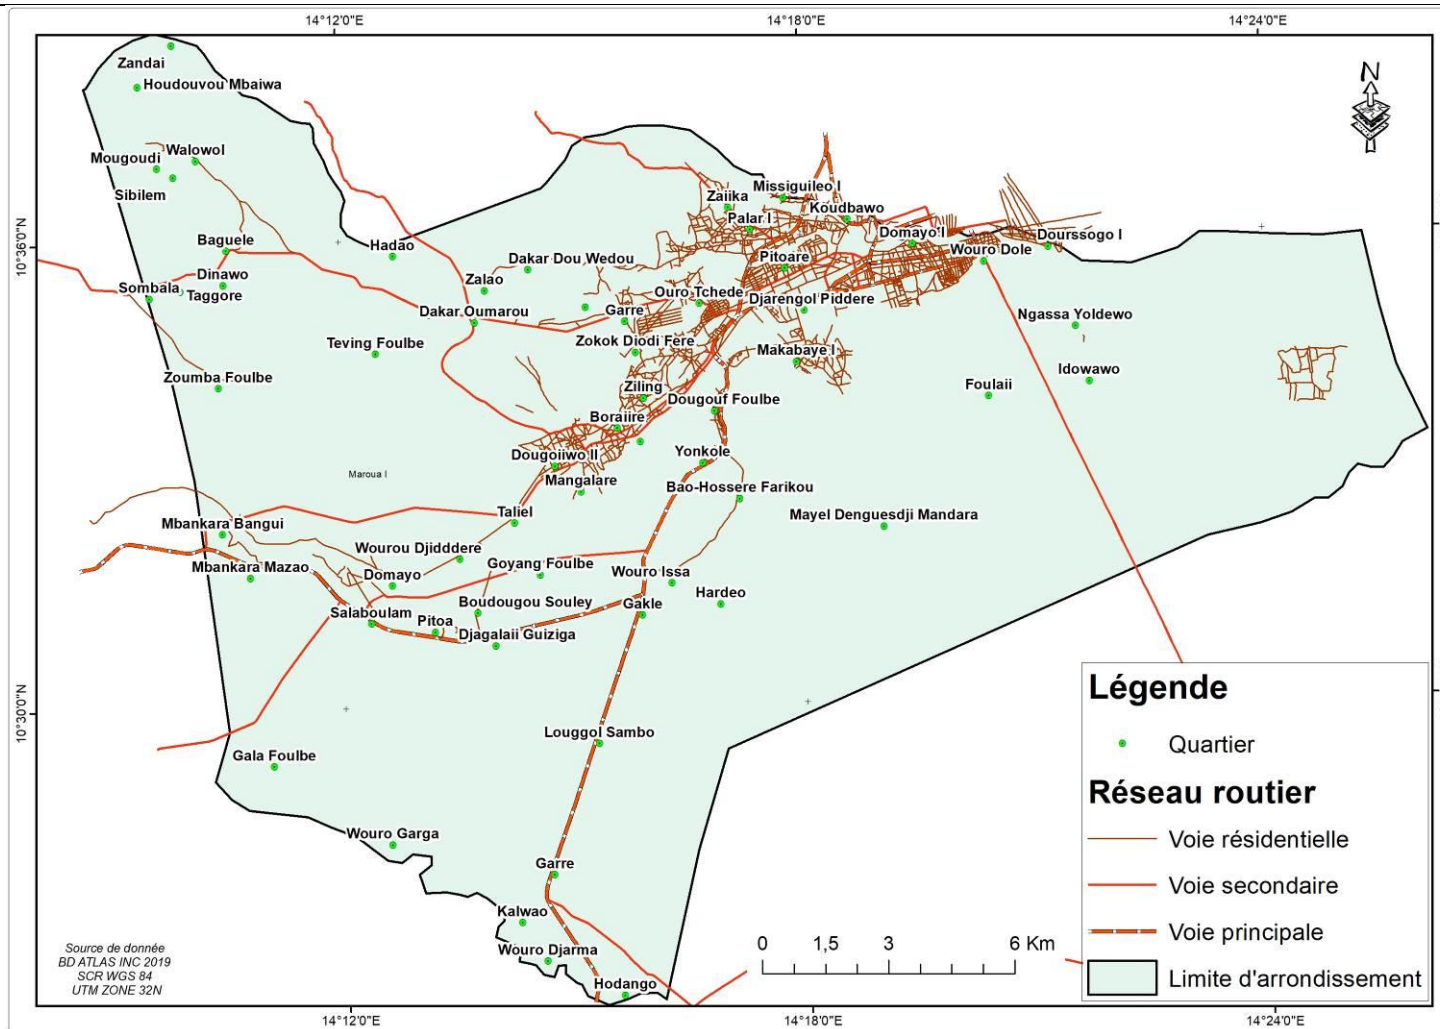 14°12'0"E
14°18'0"E
14°24'0"E
N
Zandai
Houdouvou Mbaiwa
Walowol
Mougoudi
Sibilem
Missiguileo I
Zaiika
Koudbawo
Palar I
Domayo I
Dourssogo I
10°36'0"N
Baguele
Hadao
Wouro Dole
Dakar Dou Wedou
Pitoare
Dinawo
Zalao
Sombala
Taggore
Ouro Tchede
Djarengol Piddere
Dakar Oumarou
Garre
Ngassa Yoldewo
Teving Foulbe
Zokok Diodi Fere
Makabaye I
Idowawo
Zoumba Foulbe
Ziling
Foulaii
Dougouf Foulbe
Boraiire
Dougoiiwo II
Yonkole
Maroua I
Mangalare
Bao-Hossere Farikou
Taliel
Mayel Denguesdji Mandara
Mbankara Bangui
Wourou Djidddere
Mbankara Mazao
Goyang Foulbe
Domayo
Wouro Issa
Hardeo
Boudougou Souley
Gakle
Salaboulam
Pitoa
Djagalaii Guiziga
10°30'0"N
Louggol Sambo
Gala Foulbe
Wouro Garga
Garre
Kalwao
Wouro Djarma
Hodango
Légende
Quartier
Réseau routier
Voie résidentielle
Voie secondaire
Voie principale
Limite d'arrondissement
0 1,5 3 6 Km
Source de donnée
BD ATLAS INC 2019
SCR WGS 84
UTM ZONE 32N
14°12'0"E
14°18'0"E
14°24'0"E